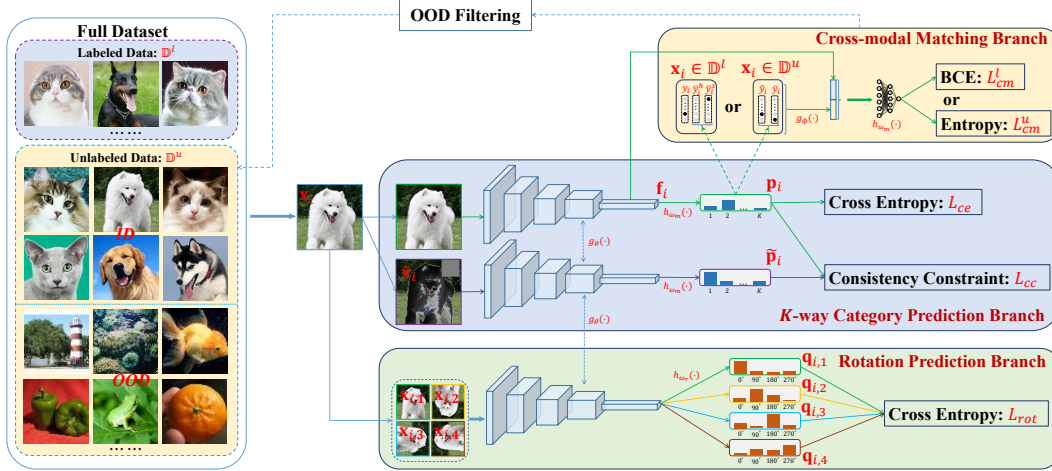 OOD Filtering
Full Dataset
Labeled Data: 𝔻^l
... ...
Unlabeled Data: 𝔻^u
ID
OOD
... ...
Cross-modal Matching Branch
x_i ∈ 𝔻^l
or
x_i ∈ 𝔻^u
g_ϕ(·)
h_{ω_m}(·)
BCE: L_{cm}^l
or
Entropy: L_{cm}^u
x_i
f_i
h_{ω_m}(·)
p_i
1 2 ... K
Cross Entropy: L_{ce}
g_θ(·)
x̃_i
h_{ω_m}(·)
p̃_i
1 2 ... K
Consistency Constraint: L_{cc}
K-way Category Prediction Branch
g_θ(·)
Rotation Prediction Branch
x_{i,1} x_{i,2}
x_{i,3} x_{i,4}
h_{ω_r}(·)
q_{i,1}
0° 90° 180° 270°
q_{i,2}
0° 90° 180° 270°
q_{i,3}
0° 90° 180° 270°
q_{i,4}
0° 90° 180° 270°
Cross Entropy: L_{rot}